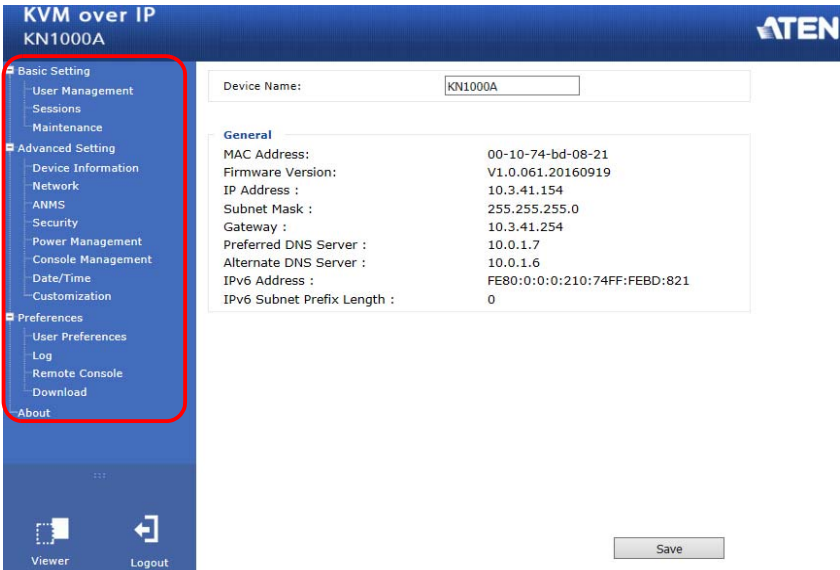 KVM over IP
KN1000A
ATEN
Basic Setting
User Management
Sessions
Maintenance
Advanced Setting
Device Information
Network
ANMS
Security
Power Management
Console Management
Date/Time
Customization
Preferences
User Preferences
Log
Remote Console
Download
About
Viewer
Logout
Device Name: KN1000A
General
MAC Address: 00-10-74-bd-08-21
Firmware Version: V1.0.061.20160919
IP Address : 10.3.41.154
Subnet Mask : 255.255.255.0
Gateway : 10.3.41.254
Preferred DNS Server : 10.0.1.7
Alternate DNS Server : 10.0.1.6
IPv6 Address : FE80:0:0:0:210:74FF:FEBD:821
IPv6 Subnet Prefix Length : 0
Save